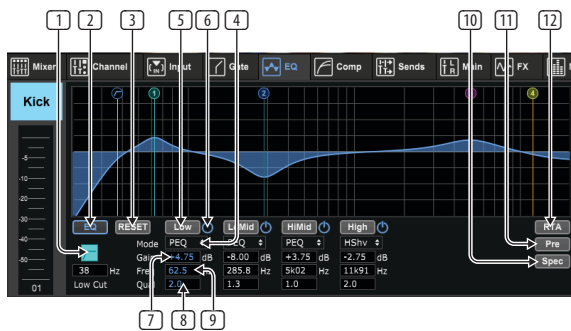 1 2 3 5 6 4 10 11 12
Mixer Channel Input Gate EQ Comp Sends Main FX
IN L R
Kick
1 2 4
-5
-10
-20
-30
-40
-50
01
EQ RESET Low LoMid HiMid High RTA
Mode PEQ PEQ HShv Pre
Gain +4.75 dB -8.00 dB +3.75 dB -2.75 dB Spec
38 Hz Freq 62.5 285.8 Hz 5k02 Hz 11k91 Hz
Low Cut Qual 2.0 1.3 1.0 2.0
7 8 9